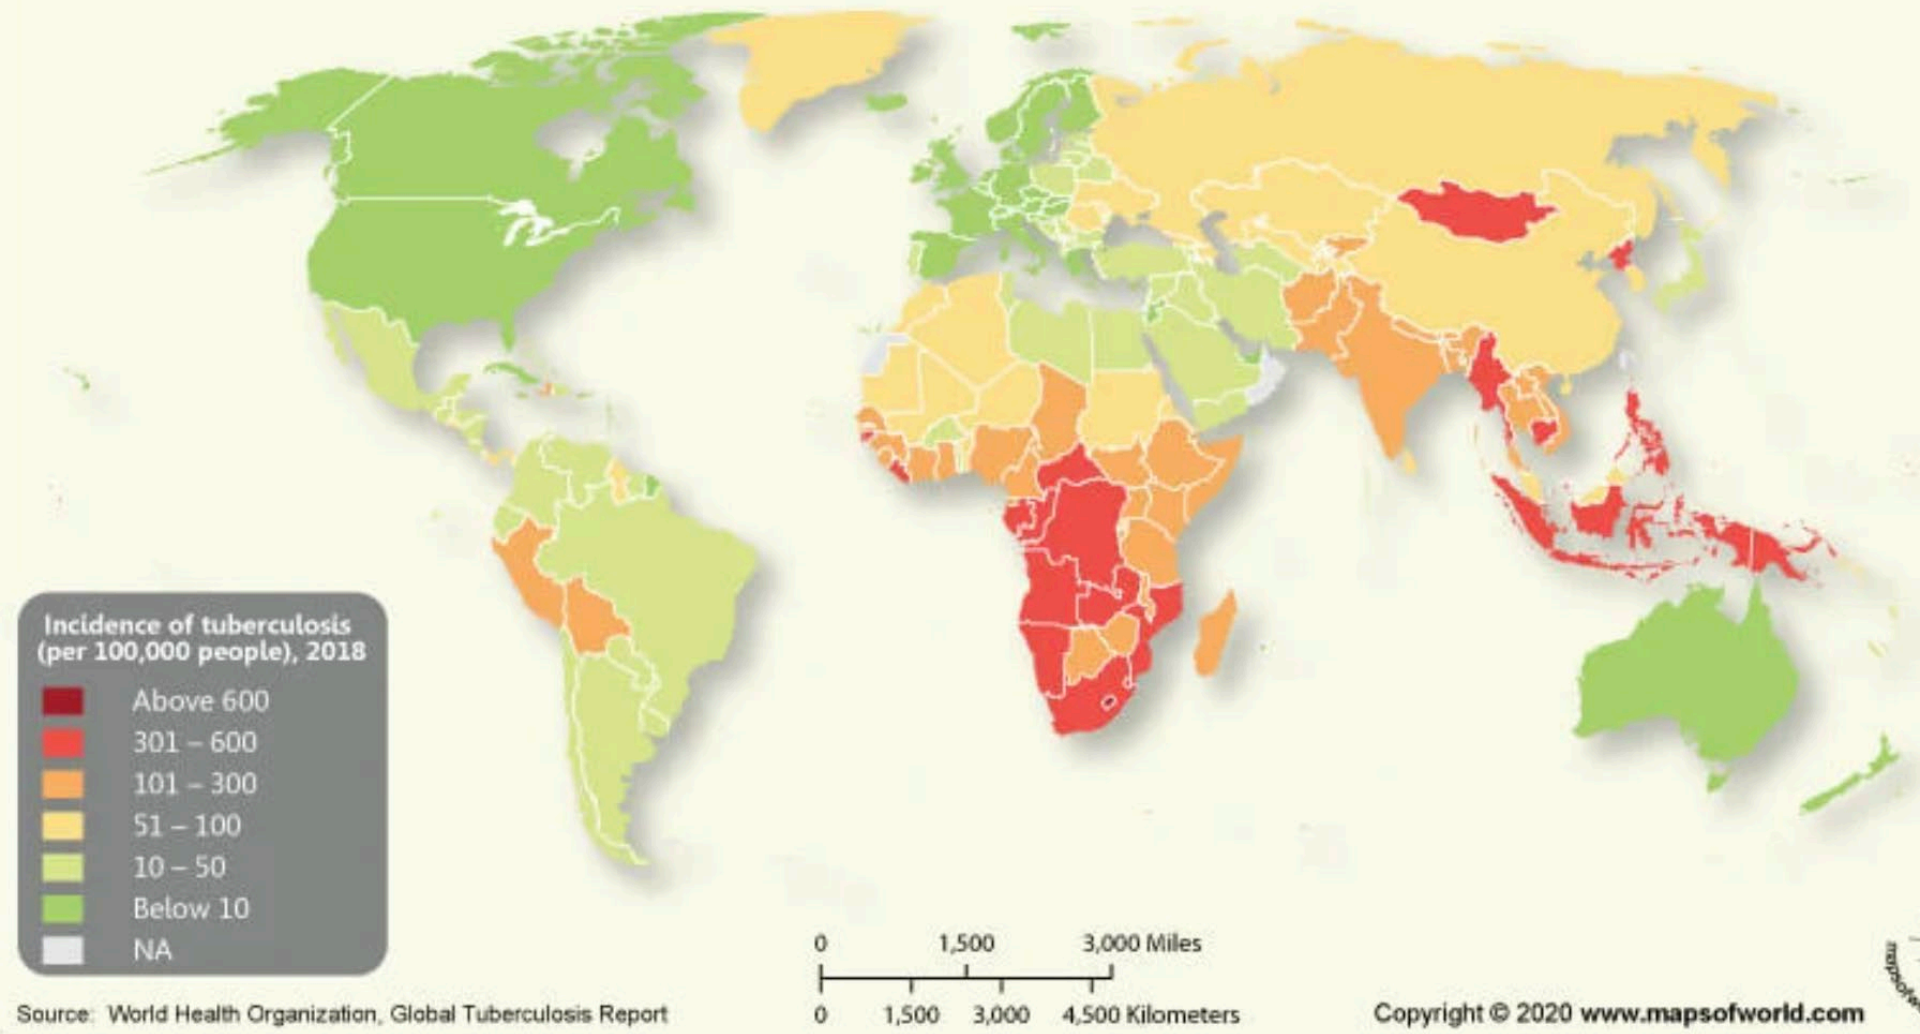 Incidence of tuberculosis
(per 100,000 people), 2018
Above 600
301 – 600
101 – 300
51 – 100
10 – 50
Below 10
NA
0 1,500 3,000 Miles
0 1,500 3,000 4,500 Kilometers
Source: World Health Organization, Global Tuberculosis Report
Copyright © 2020 www.mapsofworld.com